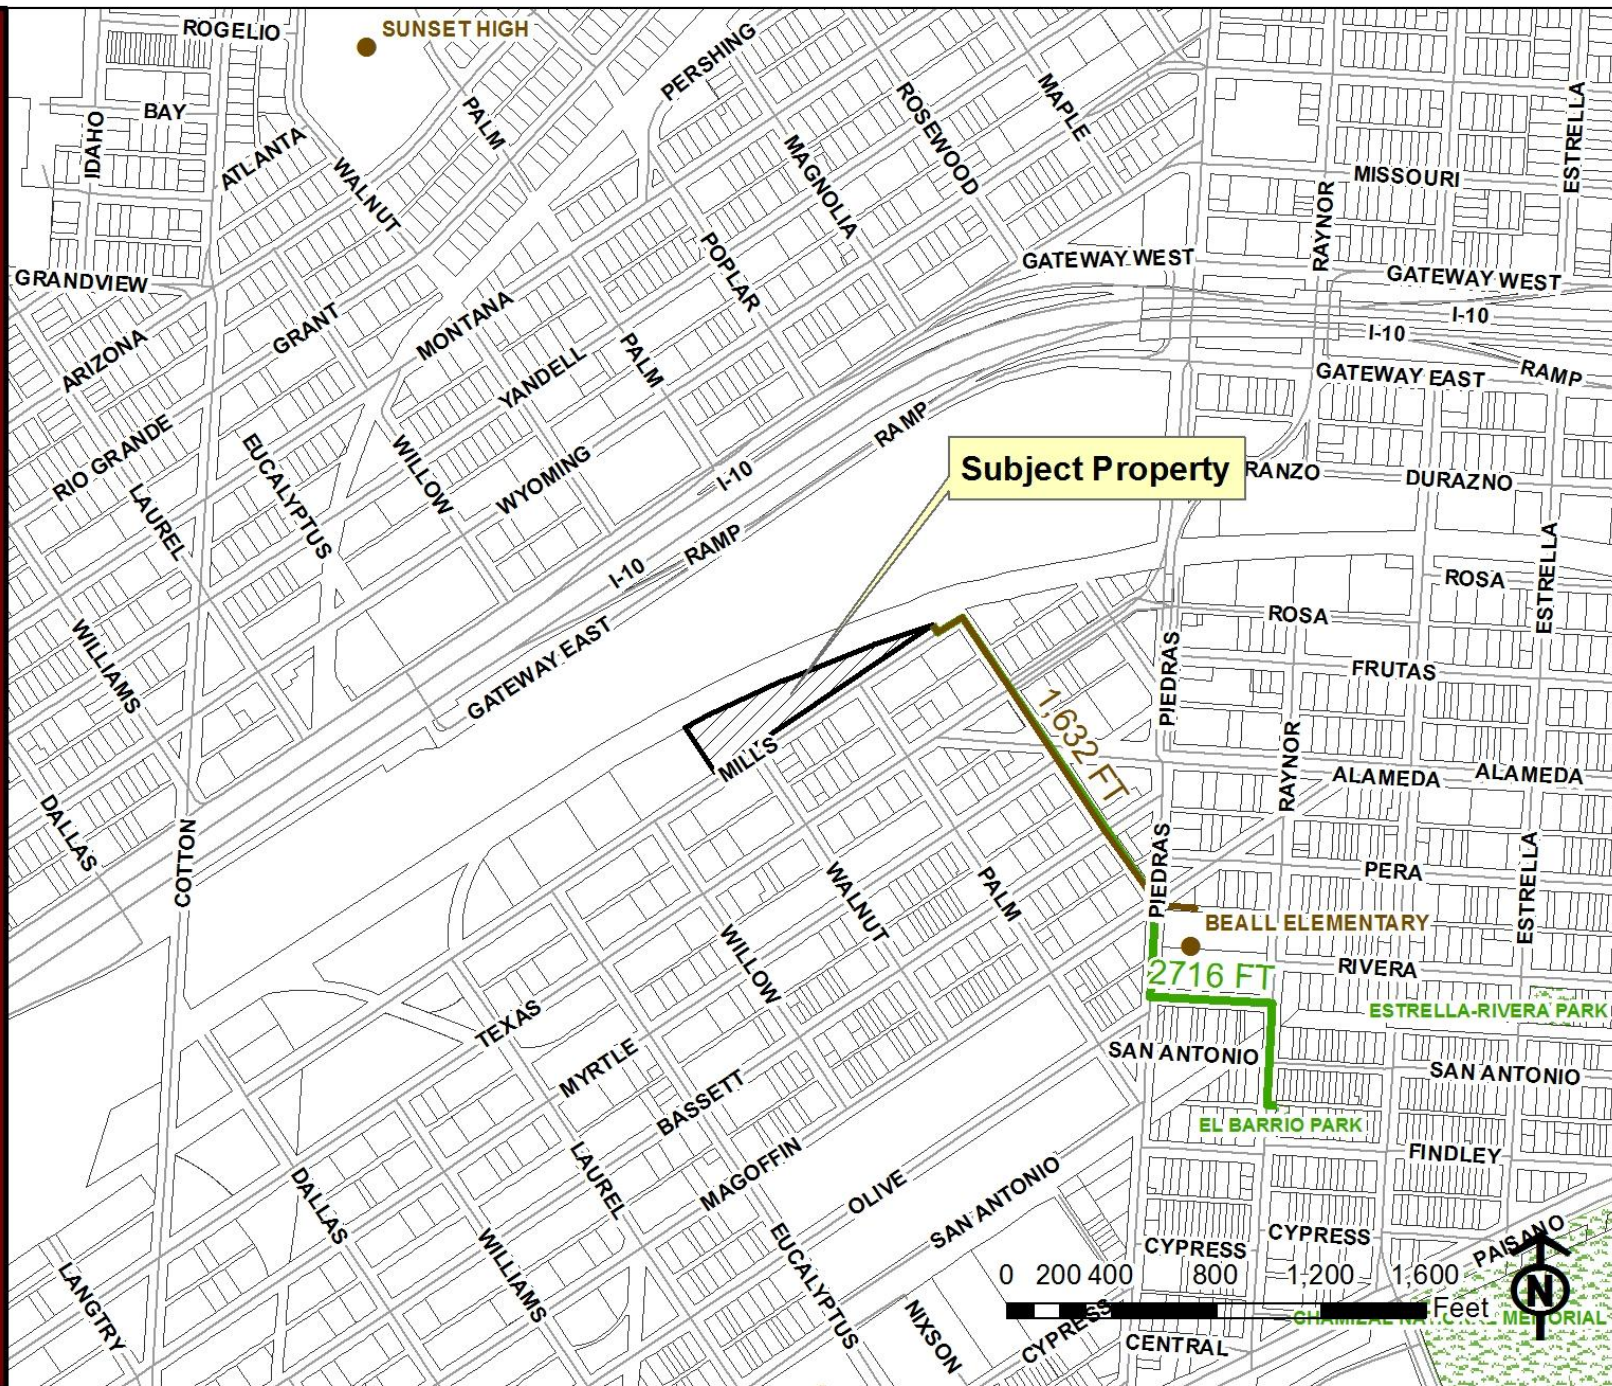 ROGELIO
SUNSET HIGH
PERSHING
BAY
IDAHO
PALM
ROSEWOOD
MAPLE
ESTRELLA
ATLANTA
WALNUT
MAGNOLIA
MISSOURI
RAYNOR
GRANDVIEW
POPLAR
GATEWAY WEST
GATEWAY WEST
ARIZONA
GRANT
MONTANA
I-10
I-10
YANDELL
PALM
GATEWAY EAST
RAMP
RIO GRANDE
EUCALYPTUS
WILLOW
WYOMING
I-10
RAMP
Subject Property
RANZO
DURAZNO
LAUREL
I-10
RAMP
ESTRELLA
ROSA
ROSA
WILLIAMS
GATEWAY EAST
PIEDRAS
FRUTAS
1,632 FT
MILLS
RAYNOR
ALAMEDA
ALAMEDA
DALLAS
COTTON
WALNUT
PALM
PIEDRAS
PERA
ESTRELLA
BEALL ELEMENTARY
WILLOW
2716 FT
RIVERA
ESTRELLA-RIVERA PARK
TEXAS
MYRTLE
SAN ANTONIO
SAN ANTONIO
BASSETT
EL BARRIO PARK
FINDLEY
DALLAS
LAUREL
MAGOFFIN
OLIVE
SAN ANTONIO
CYPRESS
CYPRESS
PAISANO
LANGTRY
WILLIAMS
EUCALYPTUS
NIXSON
0 200 400 800 1,200 1,600
Feet
N
CHAMIZAL NATIONAL MEMORIAL
CYPRESS
CENTRAL